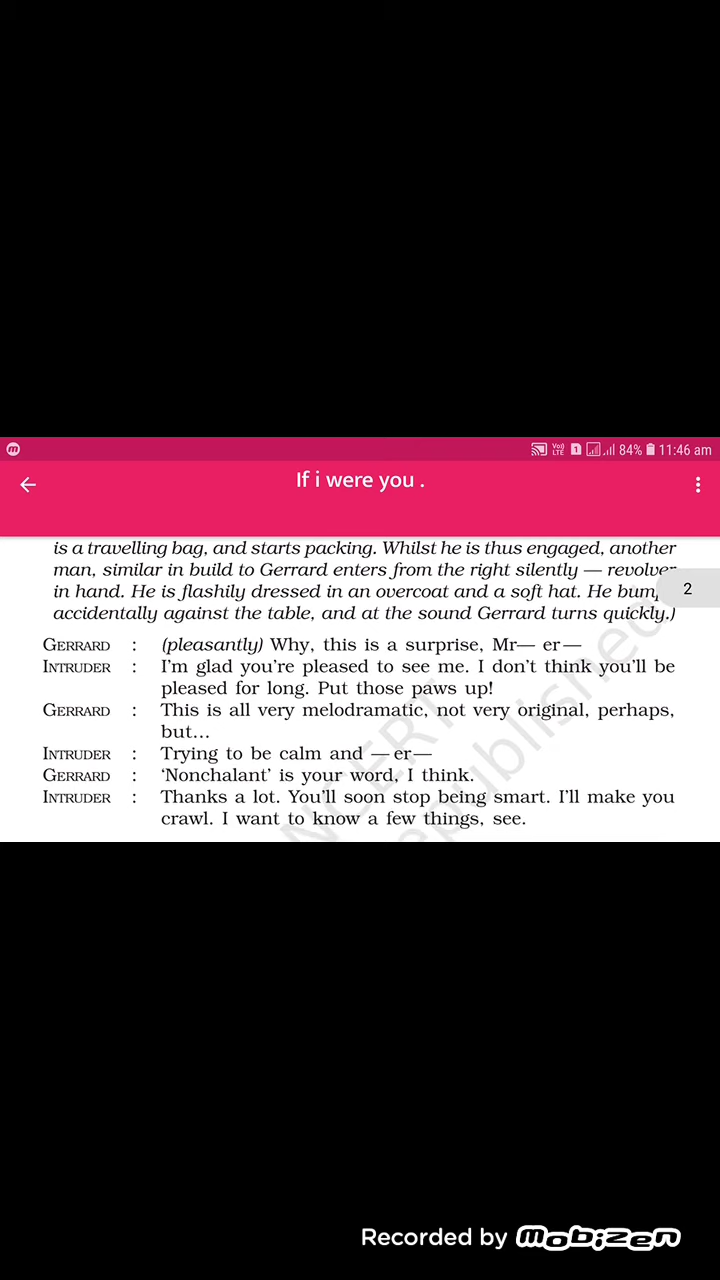 84% 11:46 am
If i were you .
is a travelling bag, and starts packing. Whilst he is thus engaged, another
man, similar in build to Gerrard enters from the right silently — revolver
in hand. He is flashily dressed in an overcoat and a soft hat. He bum
2
accidentally against the table, and at the sound Gerrard turns quickly.)
GERRARD : (pleasantly) Why, this is a surprise, Mr— er—
INTRUDER : I'm glad you're pleased to see me. I don't think you'll be
pleased for long. Put those paws up!
GERRARD : This is all very melodramatic, not very original, perhaps,
but...
INTRUDER : Trying to be calm and —er—
GERRARD : 'Nonchalant' is your word, I think.
INTRUDER : Thanks a lot. You'll soon stop being smart. I'll make you
crawl. I want to know a few things, see.
NCERT
republished
Recorded by mobizen